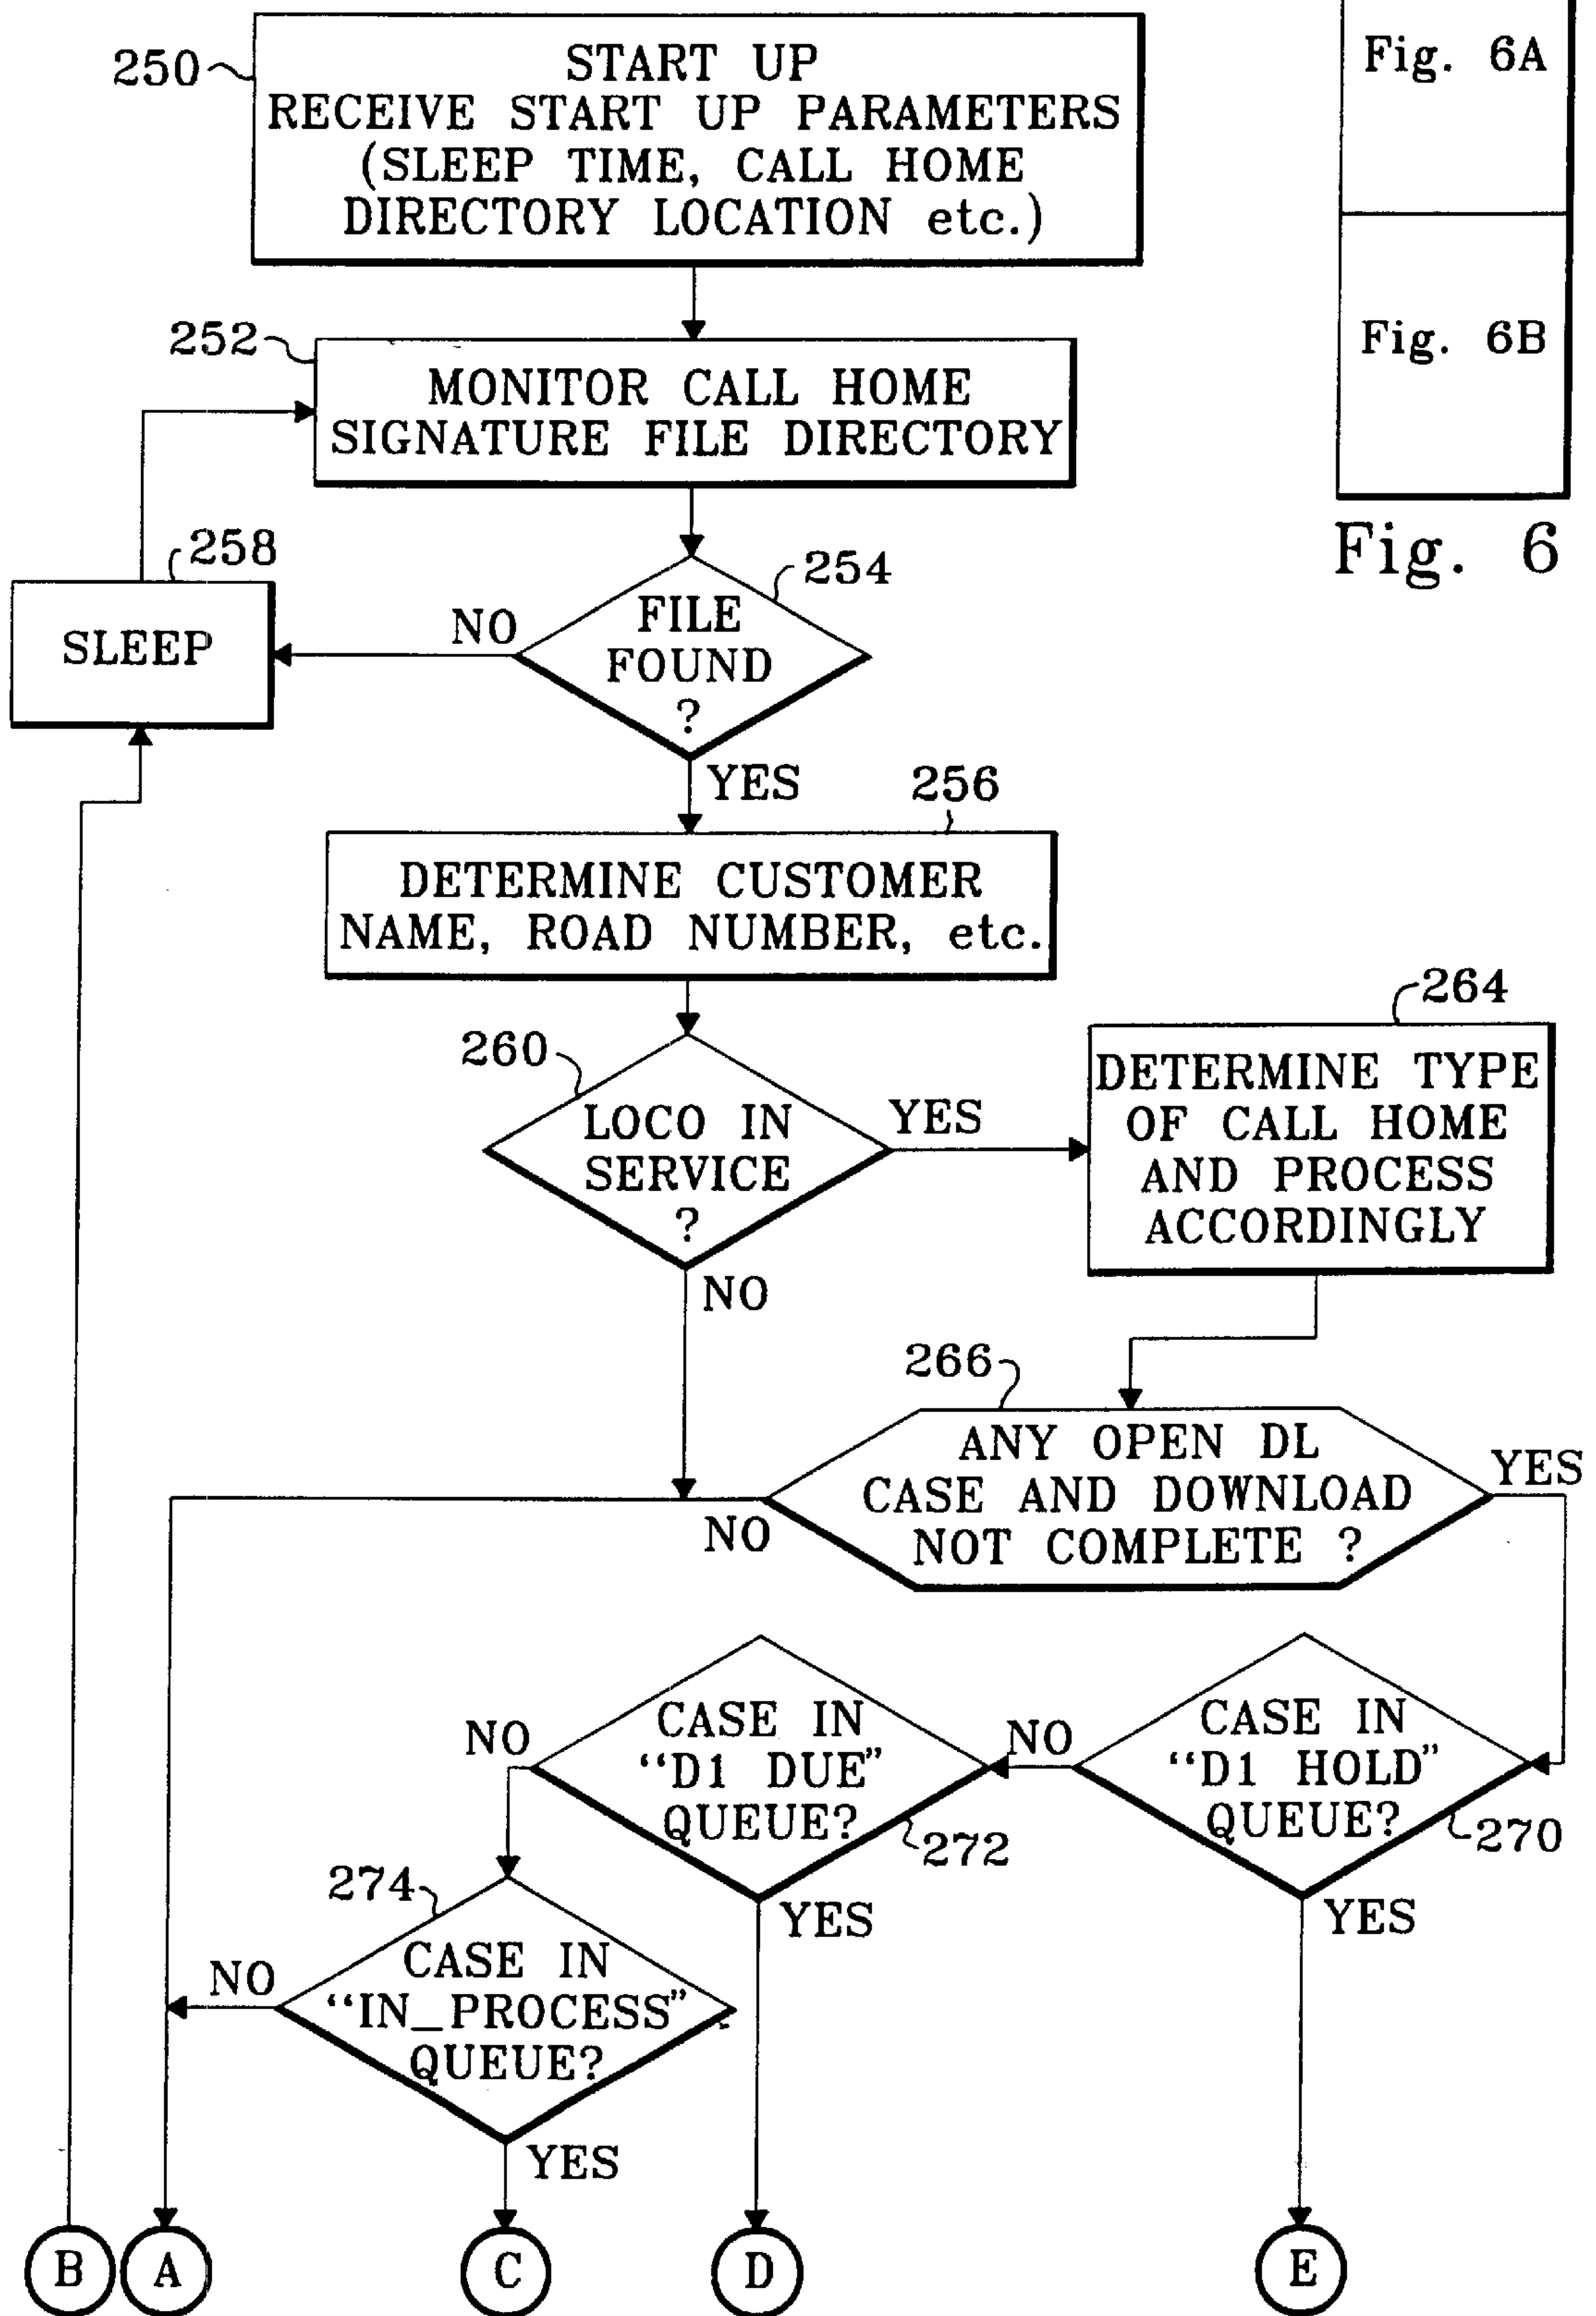 250
START UP
RECEIVE START UP PARAMETERS
(SLEEP TIME, CALL HOME
DIRECTORY LOCATION etc.)
Fig. 6A
Fig. 6B
Fig. 6
252
MONITOR CALL HOME
SIGNATURE FILE DIRECTORY
258
SLEEP
NO
254
FILE
FOUND
?
YES
256
DETERMINE CUSTOMER
NAME, ROAD NUMBER, etc.
260
LOCO IN
SERVICE
?
YES
NO
264
DETERMINE TYPE
OF CALL HOME
AND PROCESS
ACCORDINGLY
266
ANY OPEN DL
CASE AND DOWNLOAD
NOT COMPLETE ?
YES
NO
CASE IN
“D1 HOLD”
QUEUE?
270
NO
YES
CASE IN
“D1 DUE”
QUEUE?
272
NO
YES
274
CASE IN
“IN_PROCESS”
QUEUE?
NO
YES
B
A
C
D
E